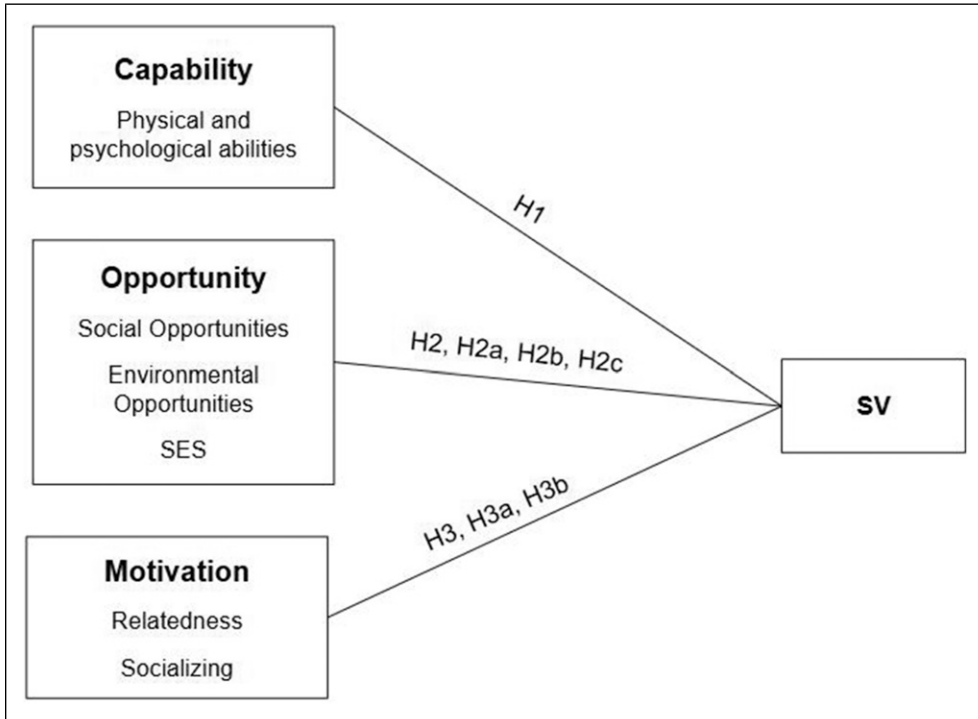 Capability
Physical and
psychological abilities
H1
Opportunity
Social Opportunities
Environmental
Opportunities
SES
H2, H2a, H2b, H2c
SV
Motivation
Relatedness
Socializing
H3, H3a, H3b